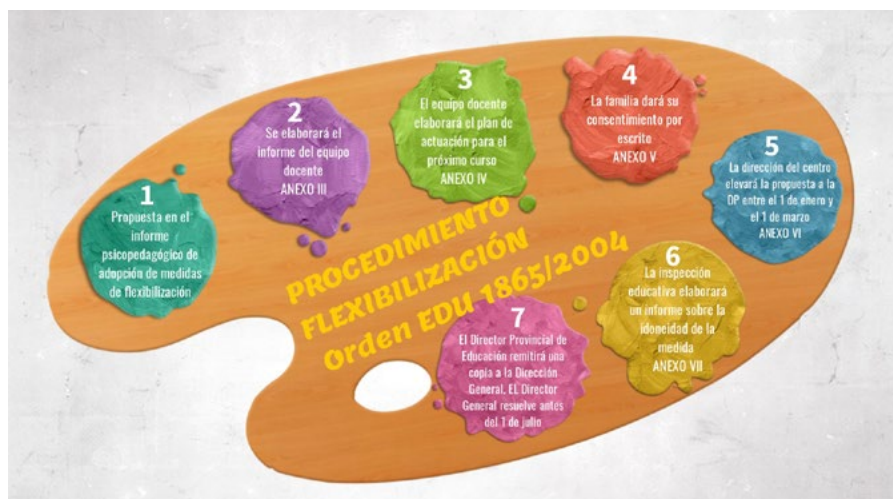 1
Propuesta en el
informe
psicopedagógico de
adopción de medidas
de flexibilización
2
Se elaborará el
informe del equipo
docente
ANEXO III
3
El equipo docente
elaborará el plan de
actuación para el
próximo curso
ANEXO IV
4
La familia dará su
consentimiento por
escrito
ANEXO V
5
La dirección del centro
elevará la propuesta a la
DP entre el 1 de enero y
el 1 de marzo
ANEXO VI
6
La inspección
educativa elaborará
un informe sobre la
idoneidad de la
medida
ANEXO VII
7
El Director Provincial de
Educación remitirá una
copia a la Dirección
General. EL Director
General resuelve antes
del 1 de julio
PROCEDIMIENTO
FLEXIBILIZACIÓN
Orden EDU 1865/2004